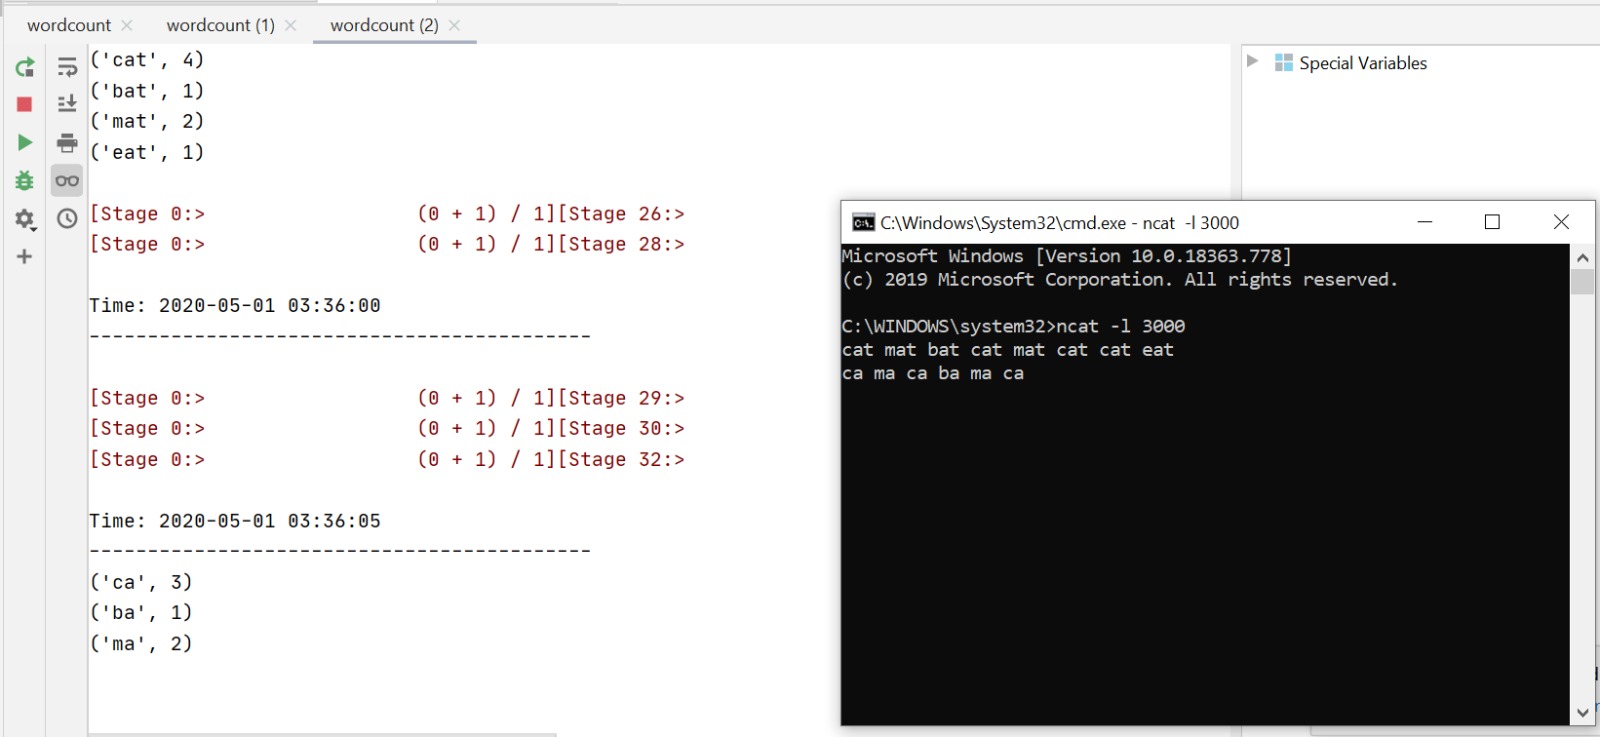 wordcount
wordcount (1)
wordcount (2)
('cat', 4)
('bat', 1)
('mat', 2)
('eat', 1)
[Stage 0:> (0 + 1) / 1][Stage 26:>
[Stage 0:> (0 + 1) / 1][Stage 28:>
Time: 2020-05-01 03:36:00
-------------------------------------------
[Stage 0:> (0 + 1) / 1][Stage 29:>
[Stage 0:> (0 + 1) / 1][Stage 30:>
[Stage 0:> (0 + 1) / 1][Stage 32:>
Time: 2020-05-01 03:36:05
-------------------------------------------
('ca', 3)
('ba', 1)
('ma', 2)
Special Variables
C:\Windows\System32\cmd.exe - ncat -l 3000
Microsoft Windows [Version 10.0.18363.778]
(c) 2019 Microsoft Corporation. All rights reserved.
C:\WINDOWS\system32>ncat -l 3000
cat mat bat cat mat cat cat eat
ca ma ca ba ma ca